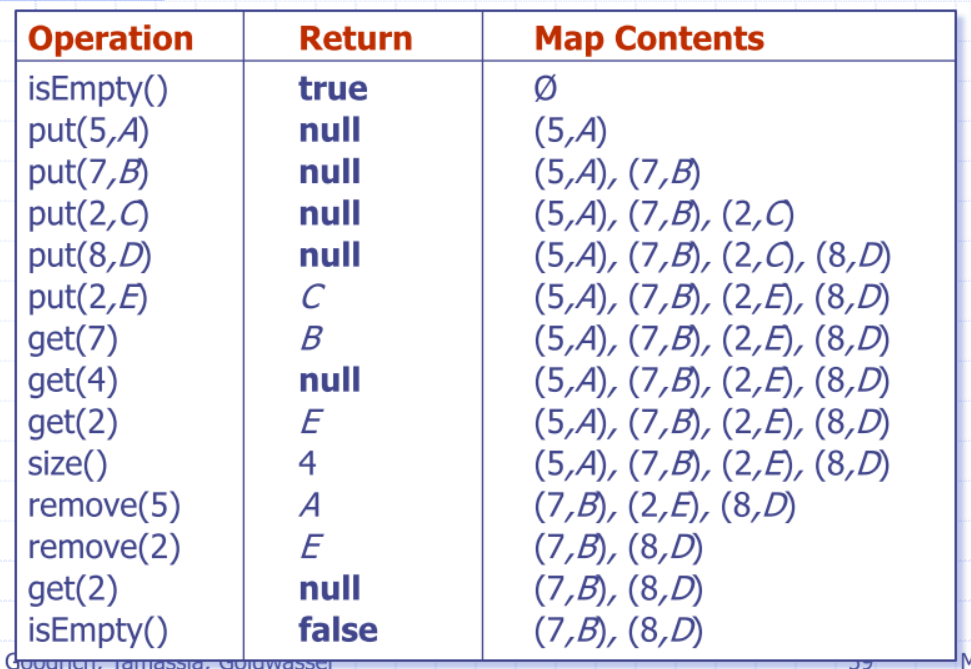 Operation Return Map Contents
isEmpty() true Ø
put(5,A) null (5,A)
put(7,B) null (5,A), (7,B)
put(2,C) null (5,A), (7,B), (2,C)
put(8,D) null (5,A), (7,B), (2,C), (8,D)
put(2,E) C (5,A), (7,B), (2,E), (8,D)
get(7) B (5,A), (7,B), (2,E), (8,D)
get(4) null (5,A), (7,B), (2,E), (8,D)
get(2) E (5,A), (7,B), (2,E), (8,D)
size() 4 (5,A), (7,B), (2,E), (8,D)
remove(5) A (7,B), (2,E), (8,D)
remove(2) E (7,B), (8,D)
get(2) null (7,B), (8,D)
isEmpty() false (7,B), (8,D)
Goodrich, Tamassia, Goldwasser